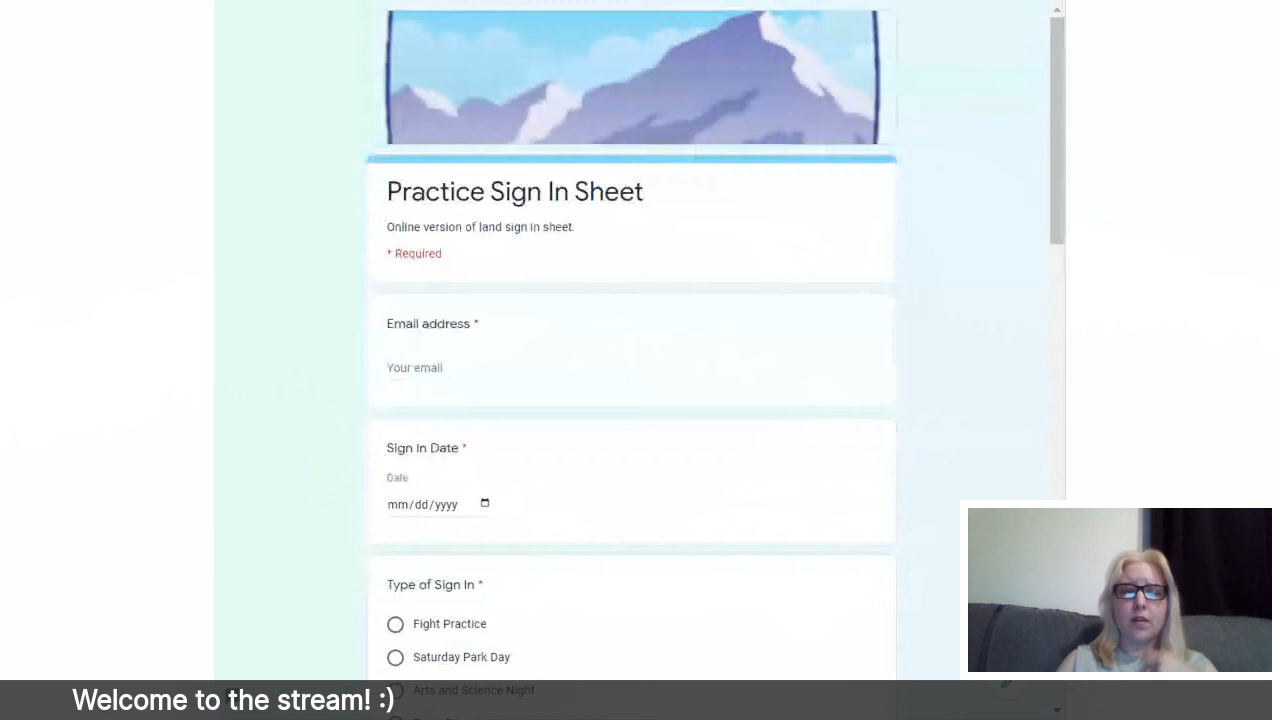 Practice Sign In Sheet
Online version of land sign in sheet.
* Required
Email address *
Your email
Sign In Date *
Date
mm/dd/yyyy
Type of Sign In *
Fight Practice
Saturday Park Day
Arts and Science Night
Welcome to the stream! :)